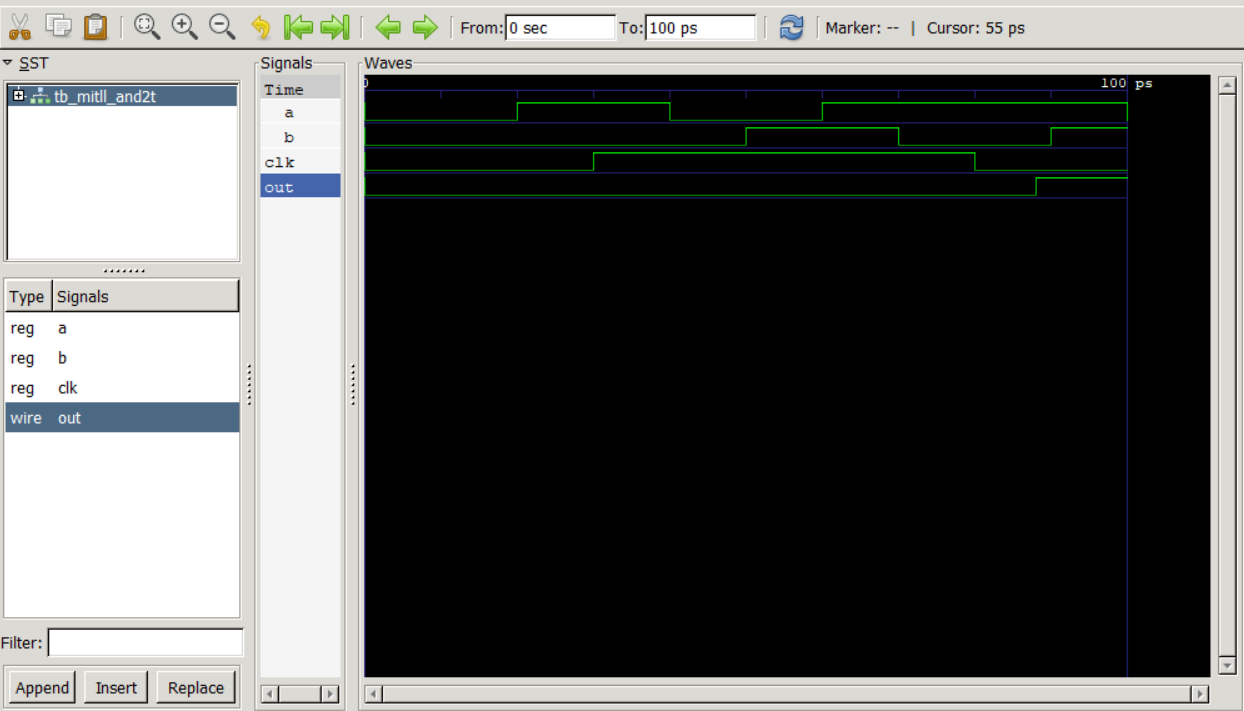 From: 0 sec To: 100 ps Marker: -- | Cursor: 55 ps
SST
tb_mitll_and2t
Type Signals
reg a
reg b
reg clk
wire out
Filter:
Append Insert Replace
Signals
Time
a
b
clk
out
Waves
0 100 ps